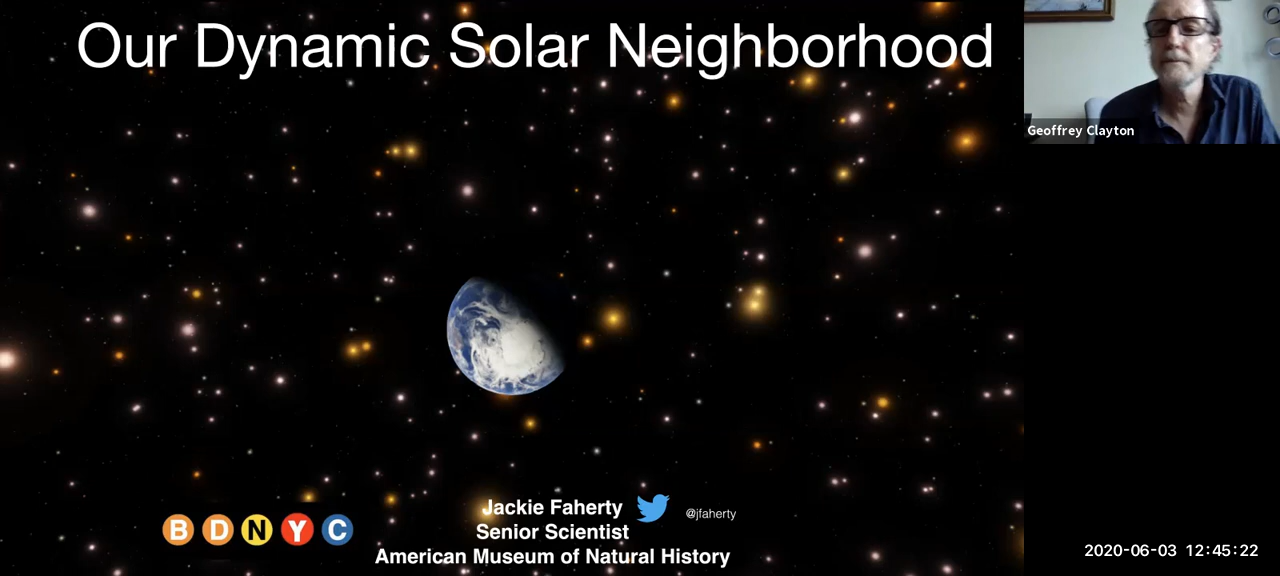 Our Dynamic Solar Neighborhood
Geoffrey Clayton
Jackie Faherty @jfaherty
Senior Scientist
American Museum of Natural History
B D N Y C
2020-06-03 12:45:22